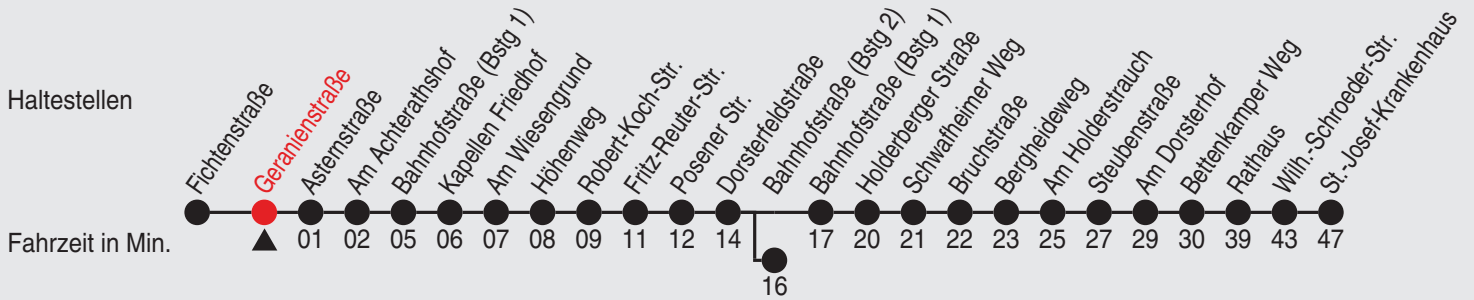 Haltestellen
Fichtenstraße
Geranienstraße
Asternstraße
Am Achterathshof
Bahnhofstraße (Bstg 1)
Kapellen Friedhof
Am Wiesengrund
Höhenweg
Robert-Koch-Str.
Fritz-Reuter-Str.
Posener Str.
Dorsterfeldstraße
Bahnhofstraße (Bstg 2)
Bahnhofstraße (Bstg 1)
Holderberger Straße
Schwafheimer Weg
Bruchstraße
Bergheideweg
Am Holderstrauch
Steubenstraße
Am Dorsterhof
Bettenkamper Weg
Rathaus
Wilh.-Schroeder-Str.
St.-Josef-Krankenhaus
Fahrzeit in Min. 01 02 05 06 07 08 09 11 12 14 17 20 21 22 23 25 27 29 30 39 43 47
16